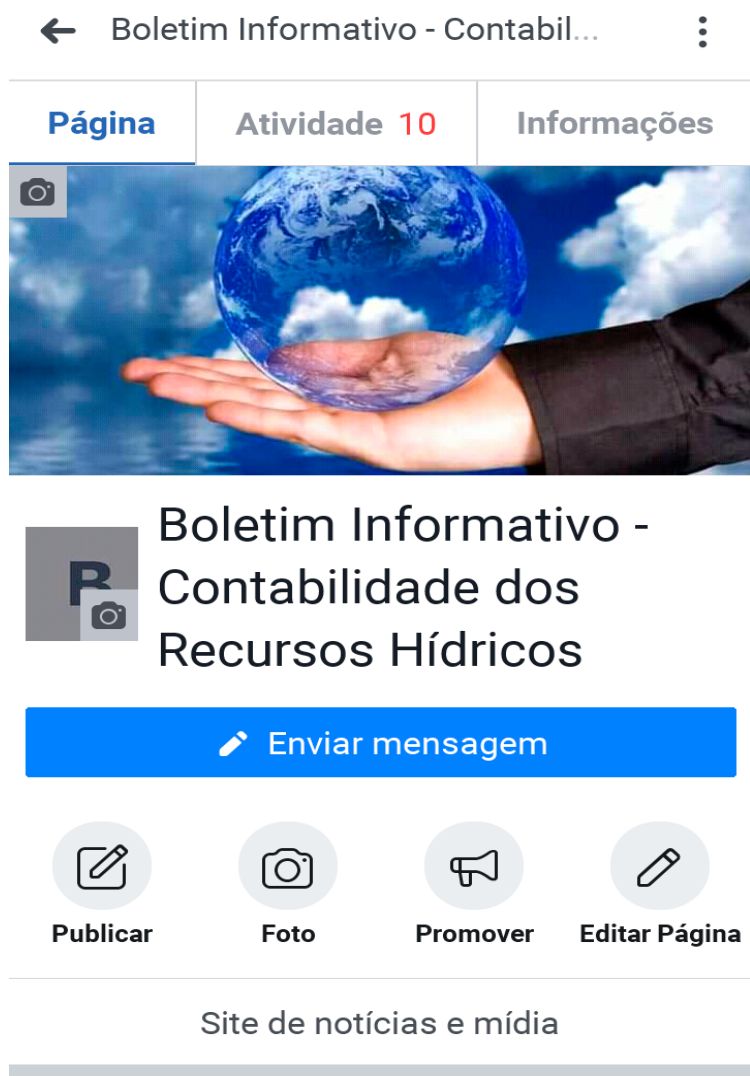 Boletim Informativo - Contabil...
Página
Atividade 10
Informações
B
Boletim Informativo -
Contabilidade dos
Recursos Hídricos
Enviar mensagem
Publicar
Foto
Promover
Editar Página
Site de notícias e mídia